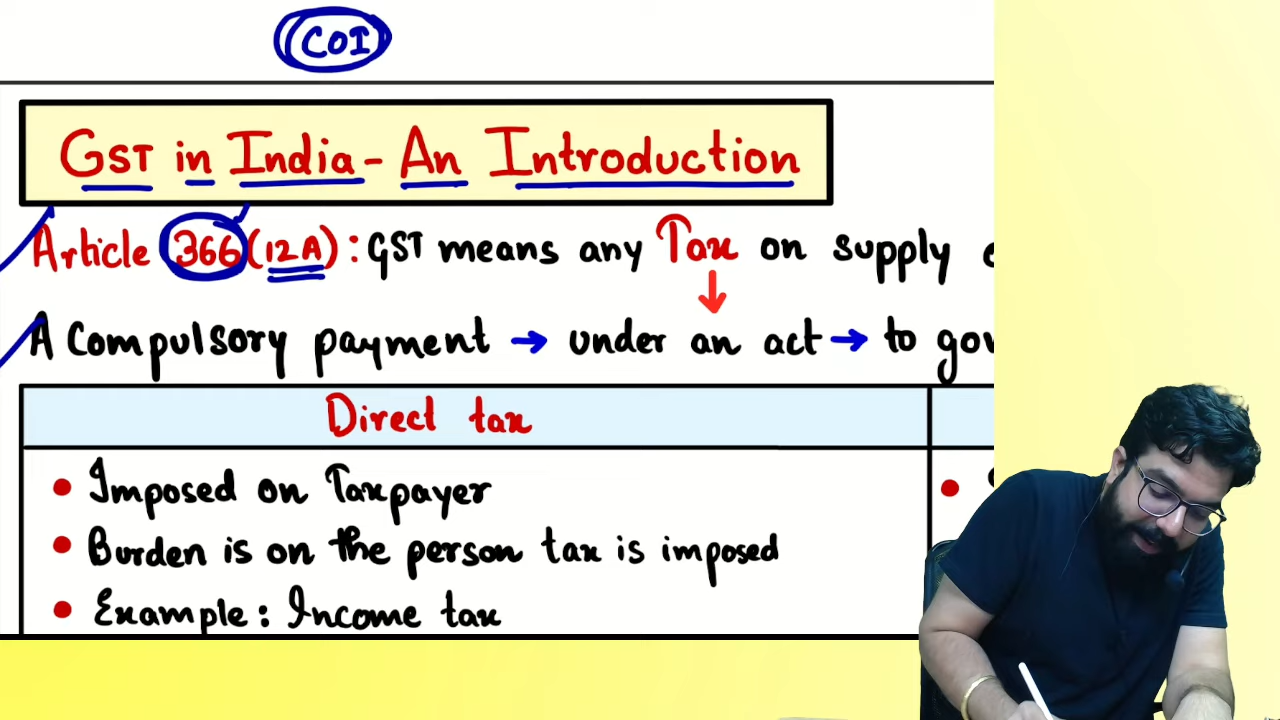 COI
GST in India - An Introduction
Article 366 (12A) : GST means any Tax on supply
A Compulsory payment → under an act → to
Direct tax
• Imposed on Taxpayer
• Burden is on the person tax is imposed
• Example : Income tax